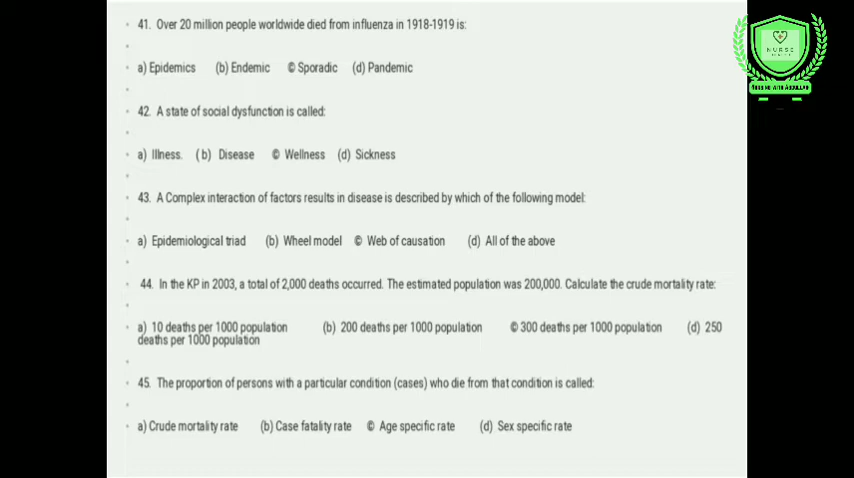 41. Over 20 million people worldwide died from influenza in 1918-1919 is:
a) Epidemics (b) Endemic © Sporadic (d) Pandemic
42. A state of social dysfunction is called:
a) Illness. ( b) Disease © Wellness (d) Sickness
43. A Complex interaction of factors results in disease is described by which of the following model:
a) Epidemiological triad (b) Wheel model © Web of causation (d) All of the above
44. In the KP in 2003, a total of 2,000 deaths occurred. The estimated population was 200,000. Calculate the crude mortality rate:
a) 10 deaths per 1000 population (b) 200 deaths per 1000 population © 300 deaths per 1000 population (d) 250
deaths per 1000 population
45. The proportion of persons with a particular condition (cases) who die from that condition is called:
a) Crude mortality rate (b) Case fatality rate © Age specific rate (d) Sex specific rate
NURSE
Nursing with Abdullah